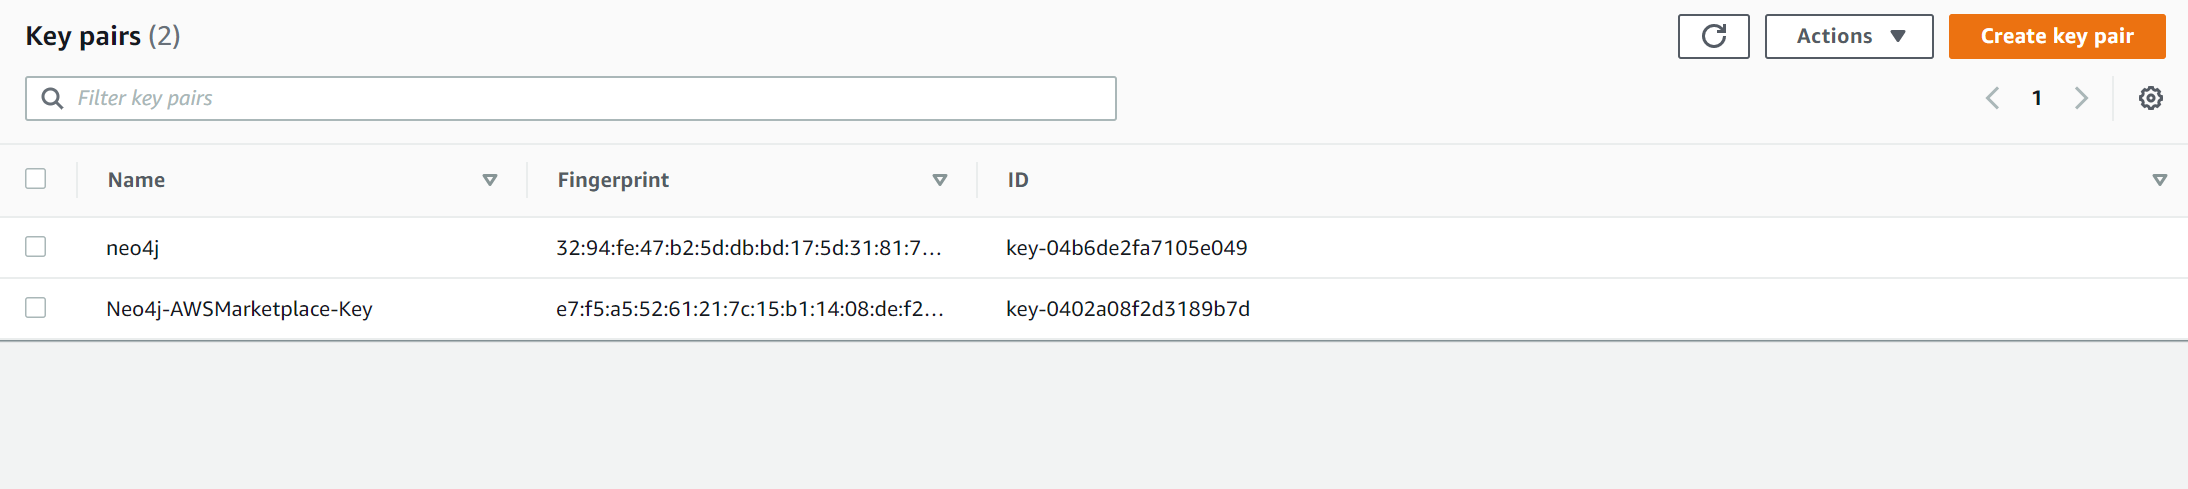 Key pairs (2)
Actions
Create key pair
Filter key pairs
1
Name Fingerprint ID
neo4j 32:94:fe:47:b2:5d:db:bd:17:5d:31:81:7... key-04b6de2fa7105e049
Neo4j-AWSMarketplace-Key e7:f5:a5:52:61:21:7c:15:b1:14:08:de:f2... key-0402a08f2d3189b7d